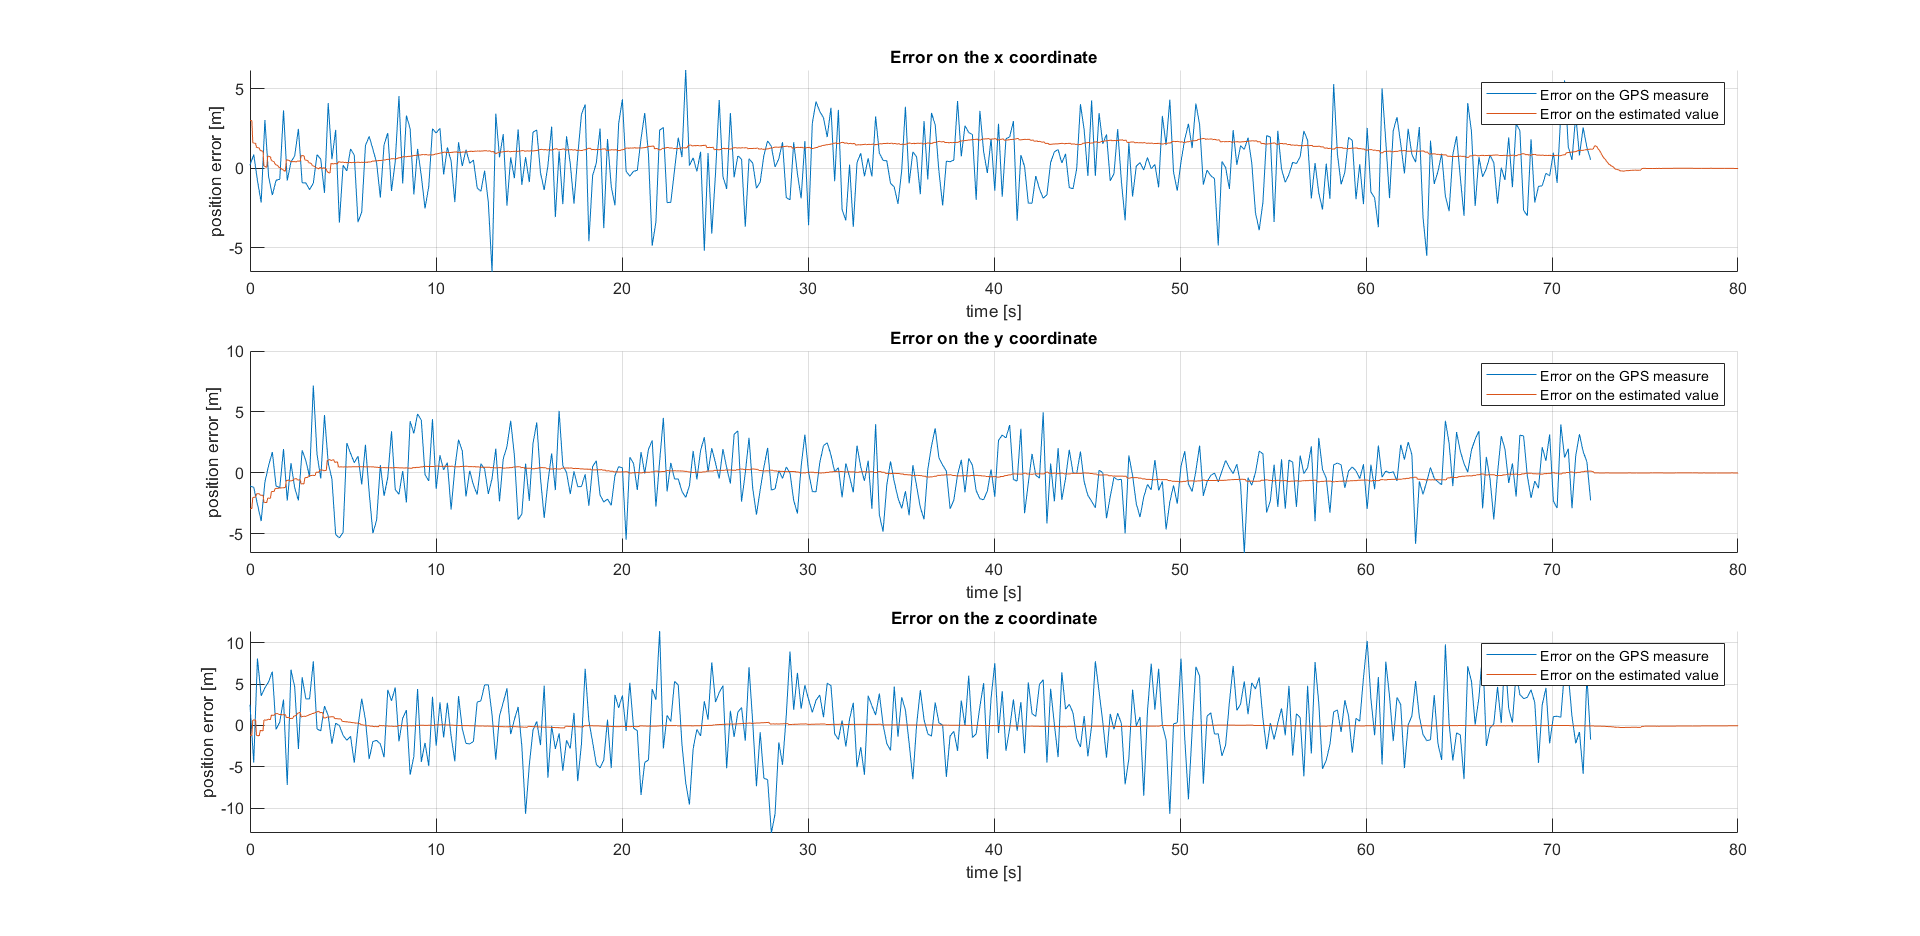 Error on the x coordinate
position error [m]
5
0
-5
Error on the GPS measure
Error on the estimated value
0 10 20 30 40 50 60 70 80
time [s]
Error on the y coordinate
position error [m]
10
5
0
-5
Error on the GPS measure
Error on the estimated value
0 10 20 30 40 50 60 70 80
time [s]
Error on the z coordinate
position error [m]
10
5
0
-5
-10
Error on the GPS measure
Error on the estimated value
0 10 20 30 40 50 60 70 80
time [s]